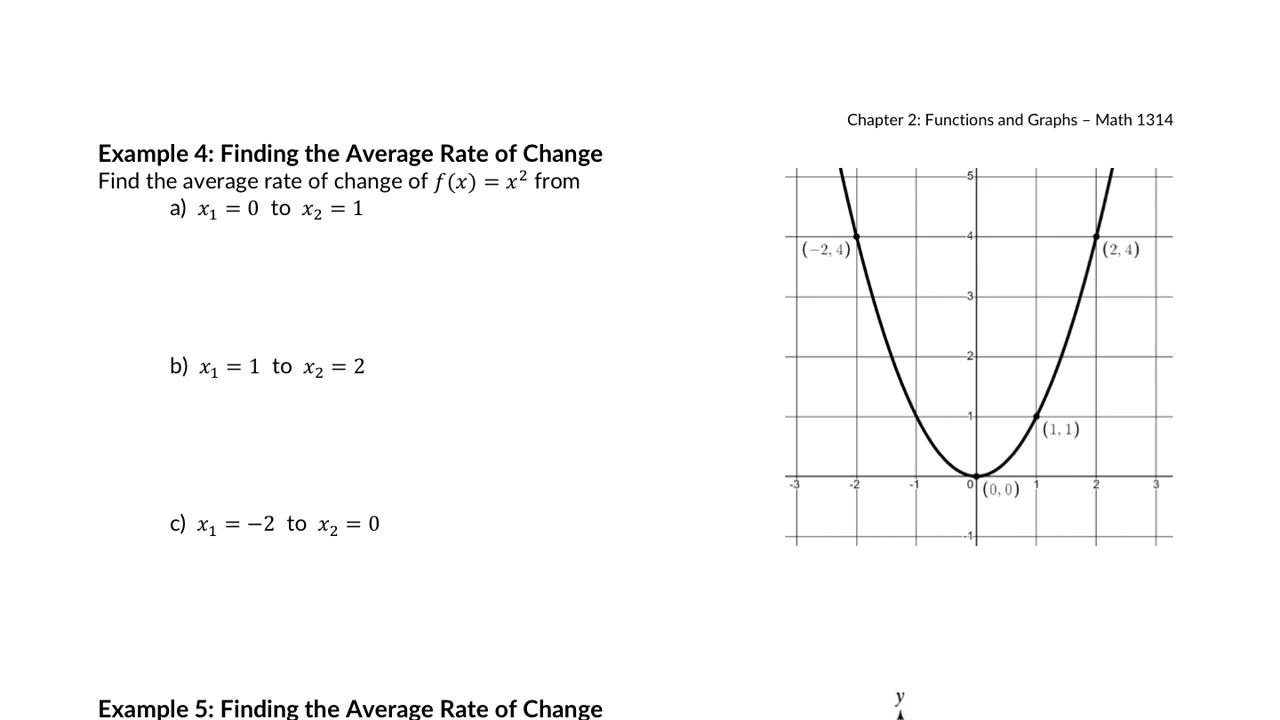 Chapter 2: Functions and Graphs – Math 1314
Example 4: Finding the Average Rate of Change
Find the average rate of change of f(x) = x² from
a) x₁ = 0 to x₂ = 1
b) x₁ = 1 to x₂ = 2
c) x₁ = −2 to x₂ = 0
5
4
(−2, 4)
(2, 4)
3
2
1
(1, 1)
-3 -2 -1 0 1 2 3
(0, 0)
-1
Example 5: Finding the Average Rate of Change
y